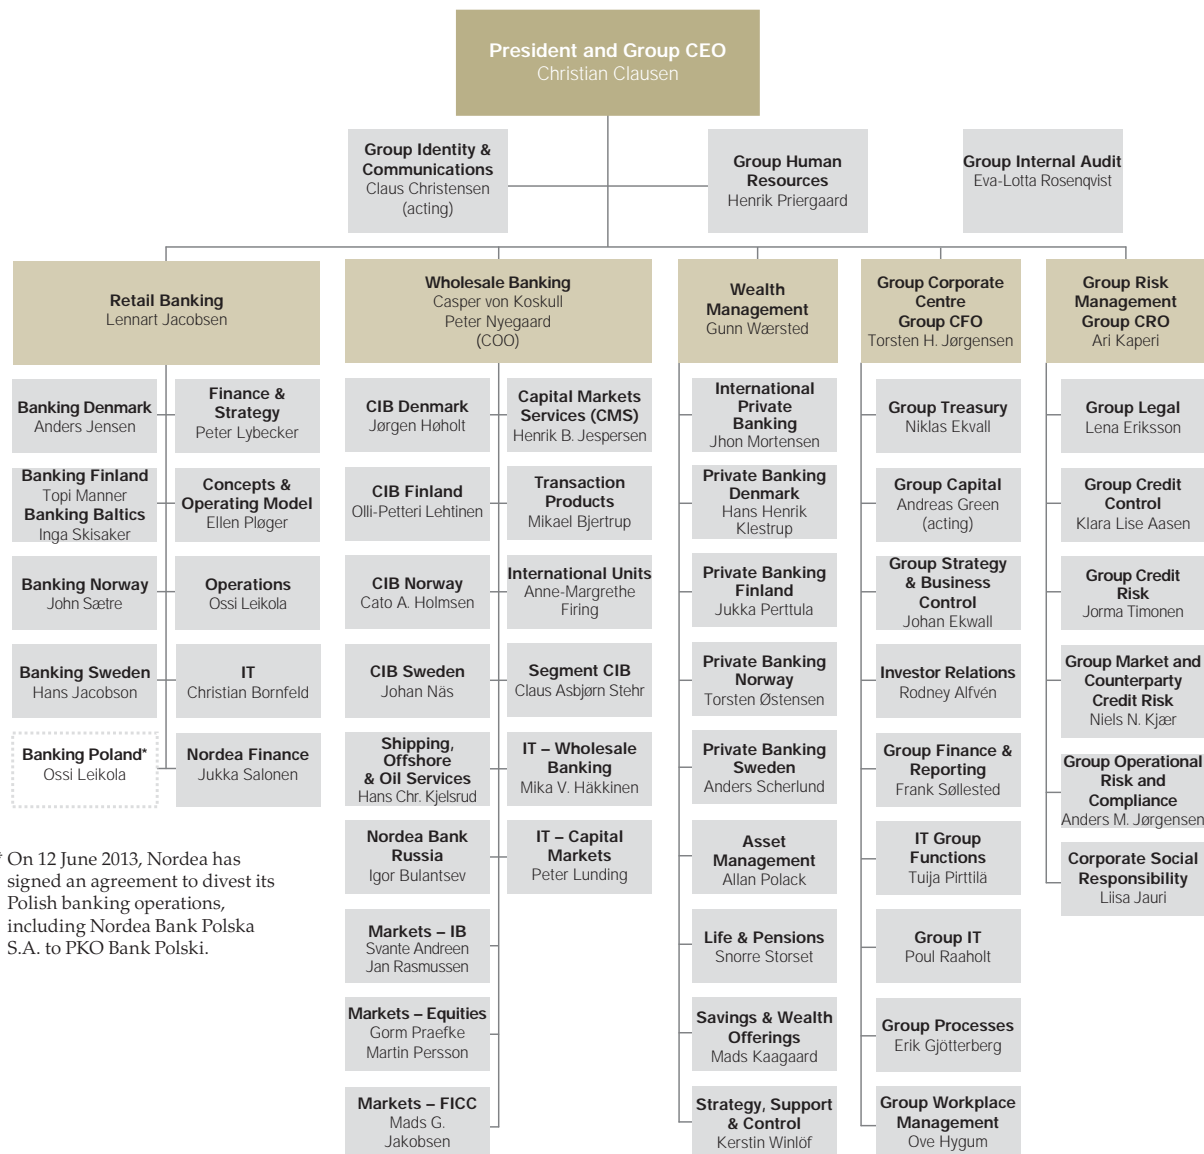 President and Group CEO
Christian Clausen
Group Identity &
Communications
Claus Christensen
(acting)
Group Human
Resources
Henrik Priergaard
Group Internal Audit
Eva-Lotta Rosenqvist
Retail Banking
Lennart Jacobsen
Wholesale Banking
Casper von Koskull
Peter Nyegaard
(COO)
Wealth
Management
Gunn Wærsted
Group Corporate
Centre
Group CFO
Torsten H. Jørgensen
Group Risk
Management
Group CRO
Ari Kaperi
Banking Denmark
Anders Jensen
Banking Finland
Topi Manner
Banking Baltics
Inga Skisaker
Banking Norway
John Sætre
Banking Sweden
Hans Jacobson
Banking Poland*
Ossi Leikola
Finance &
Strategy
Peter Lybecker
Concepts &
Operating Model
Ellen Pløger
Operations
Ossi Leikola
IT
Christian Bornfeld
Nordea Finance
Jukka Salonen
* On 12 June 2013, Nordea has
signed an agreement to divest its
Polish banking operations,
including Nordea Bank Polska
S.A. to PKO Bank Polski.
CIB Denmark
Jørgen Høholt
CIB Finland
Olli-Petteri Lehtinen
CIB Norway
Cato A. Holmsen
CIB Sweden
Johan Näs
Shipping,
Offshore
& Oil Services
Hans Chr. Kjelsrud
Nordea Bank
Russia
Igor Bulantsev
Markets – IB
Svante Andreen
Jan Rasmussen
Markets – Equities
Gorm Praefke
Martin Persson
Markets – FICC
Mads G.
Jakobsen
Capital Markets
Services (CMS)
Henrik B. Jespersen
Transaction
Products
Mikael Bjertrup
International Units
Anne-Margrethe
Firing
Segment CIB
Claus Asbjørn Stehr
IT – Wholesale
Banking
Mika V. Häkkinen
IT – Capital
Markets
Peter Lunding
International
Private
Banking
Jhon Mortensen
Private Banking
Denmark
Hans Henrik
Klestrup
Private Banking
Finland
Jukka Perttula
Private Banking
Norway
Torsten Østensen
Private Banking
Sweden
Anders Scherlund
Asset
Management
Allan Polack
Life & Pensions
Snorre Storset
Savings & Wealth
Offerings
Mads Kaagaard
Strategy, Support
& Control
Kerstin Winlöf
Group Treasury
Niklas Ekvall
Group Capital
Andreas Green
(acting)
Group Strategy
& Business
Control
Johan Ekwall
Investor Relations
Rodney Alfvén
Group Finance &
Reporting
Frank Søllested
IT Group
Functions
Tuija Pirttilä
Group IT
Poul Raaholt
Group Processes
Erik Gjötterberg
Group Workplace
Management
Ove Hygum
Group Legal
Lena Eriksson
Group Credit
Control
Klara Lise Aasen
Group Credit
Risk
Jorma Timonen
Group Market and
Counterparty
Credit Risk
Niels N. Kjær
Group Operational
Risk and
Compliance
Anders M. Jørgensen
Corporate Social
Responsibility
Liisa Jauri